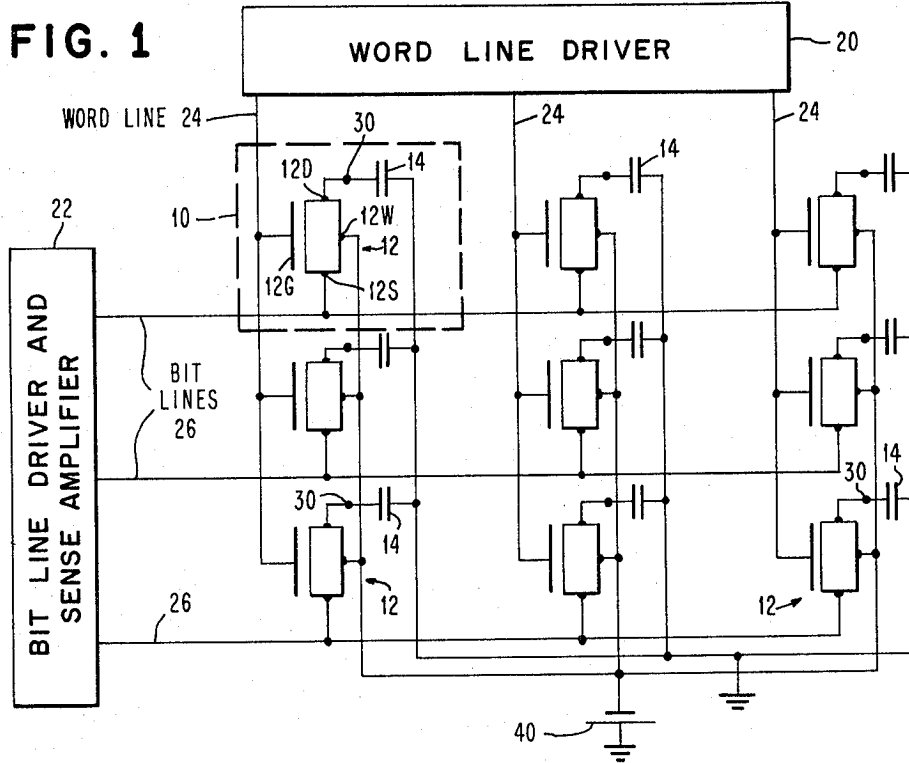 FIG. 1
WORD LINE DRIVER
20
WORD LINE 24
24
24
30
14
14
12D
10
12W
12
22
12G
12S
BIT LINE DRIVER AND
SENSE AMPLIFIER
BIT
LINES
26
30
14
30
14
12
12
26
40